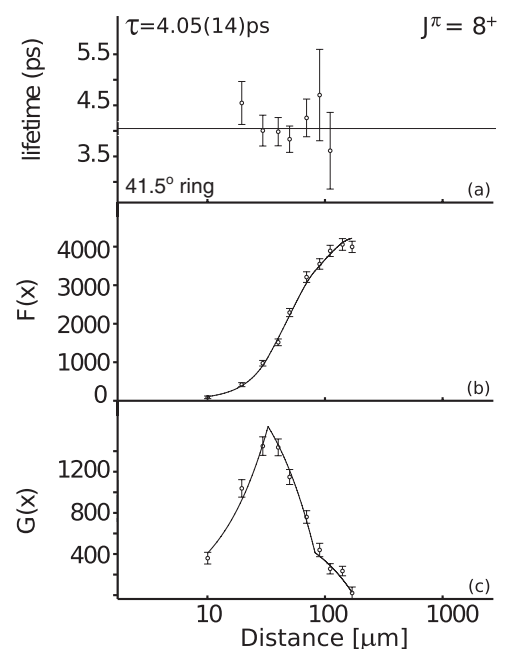 τ=4.05(14)ps
J^π = 8⁺
lifetime (ps)
5.5
4.5
3.5
41.5° ring
(a)
F(x)
4000
3000
2000
1000
0
(b)
G(x)
1200
800
400
(c)
10 100 1000
Distance [μm]